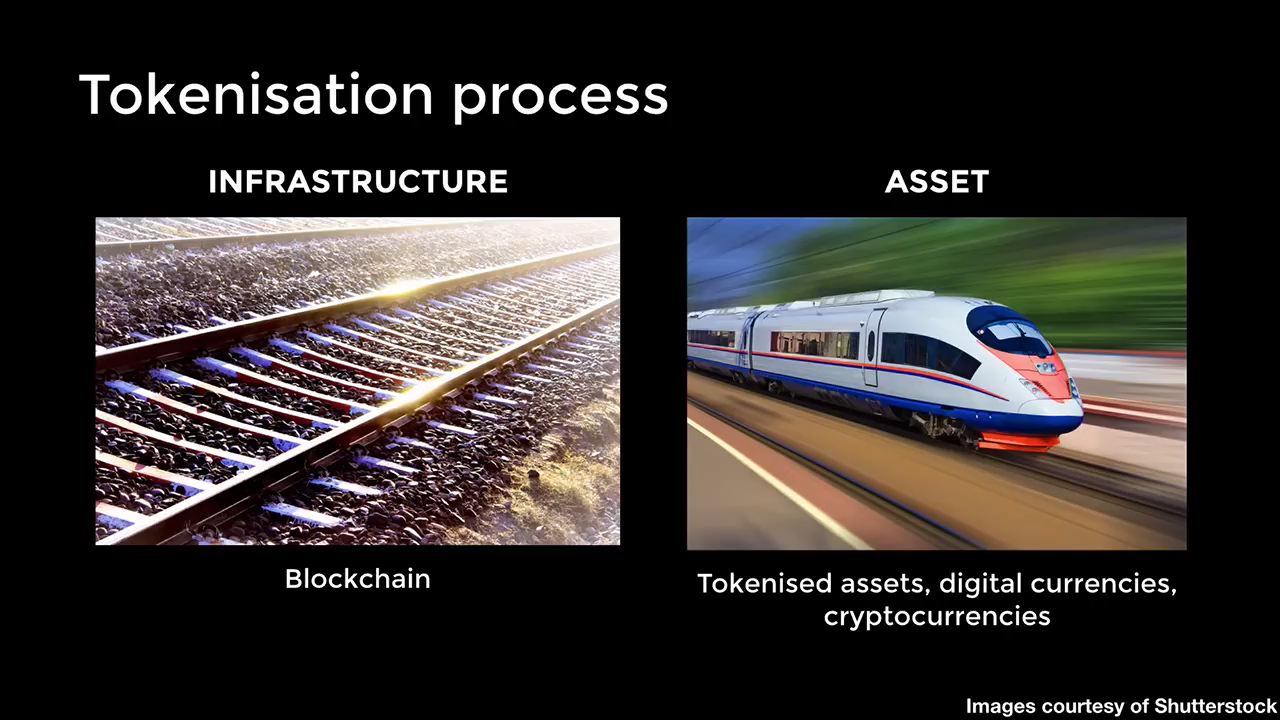 Tokenisation process
INFRASTRUCTURE
ASSET
Blockchain
Tokenised assets, digital currencies,
cryptocurrencies
Images courtesy of Shutterstock